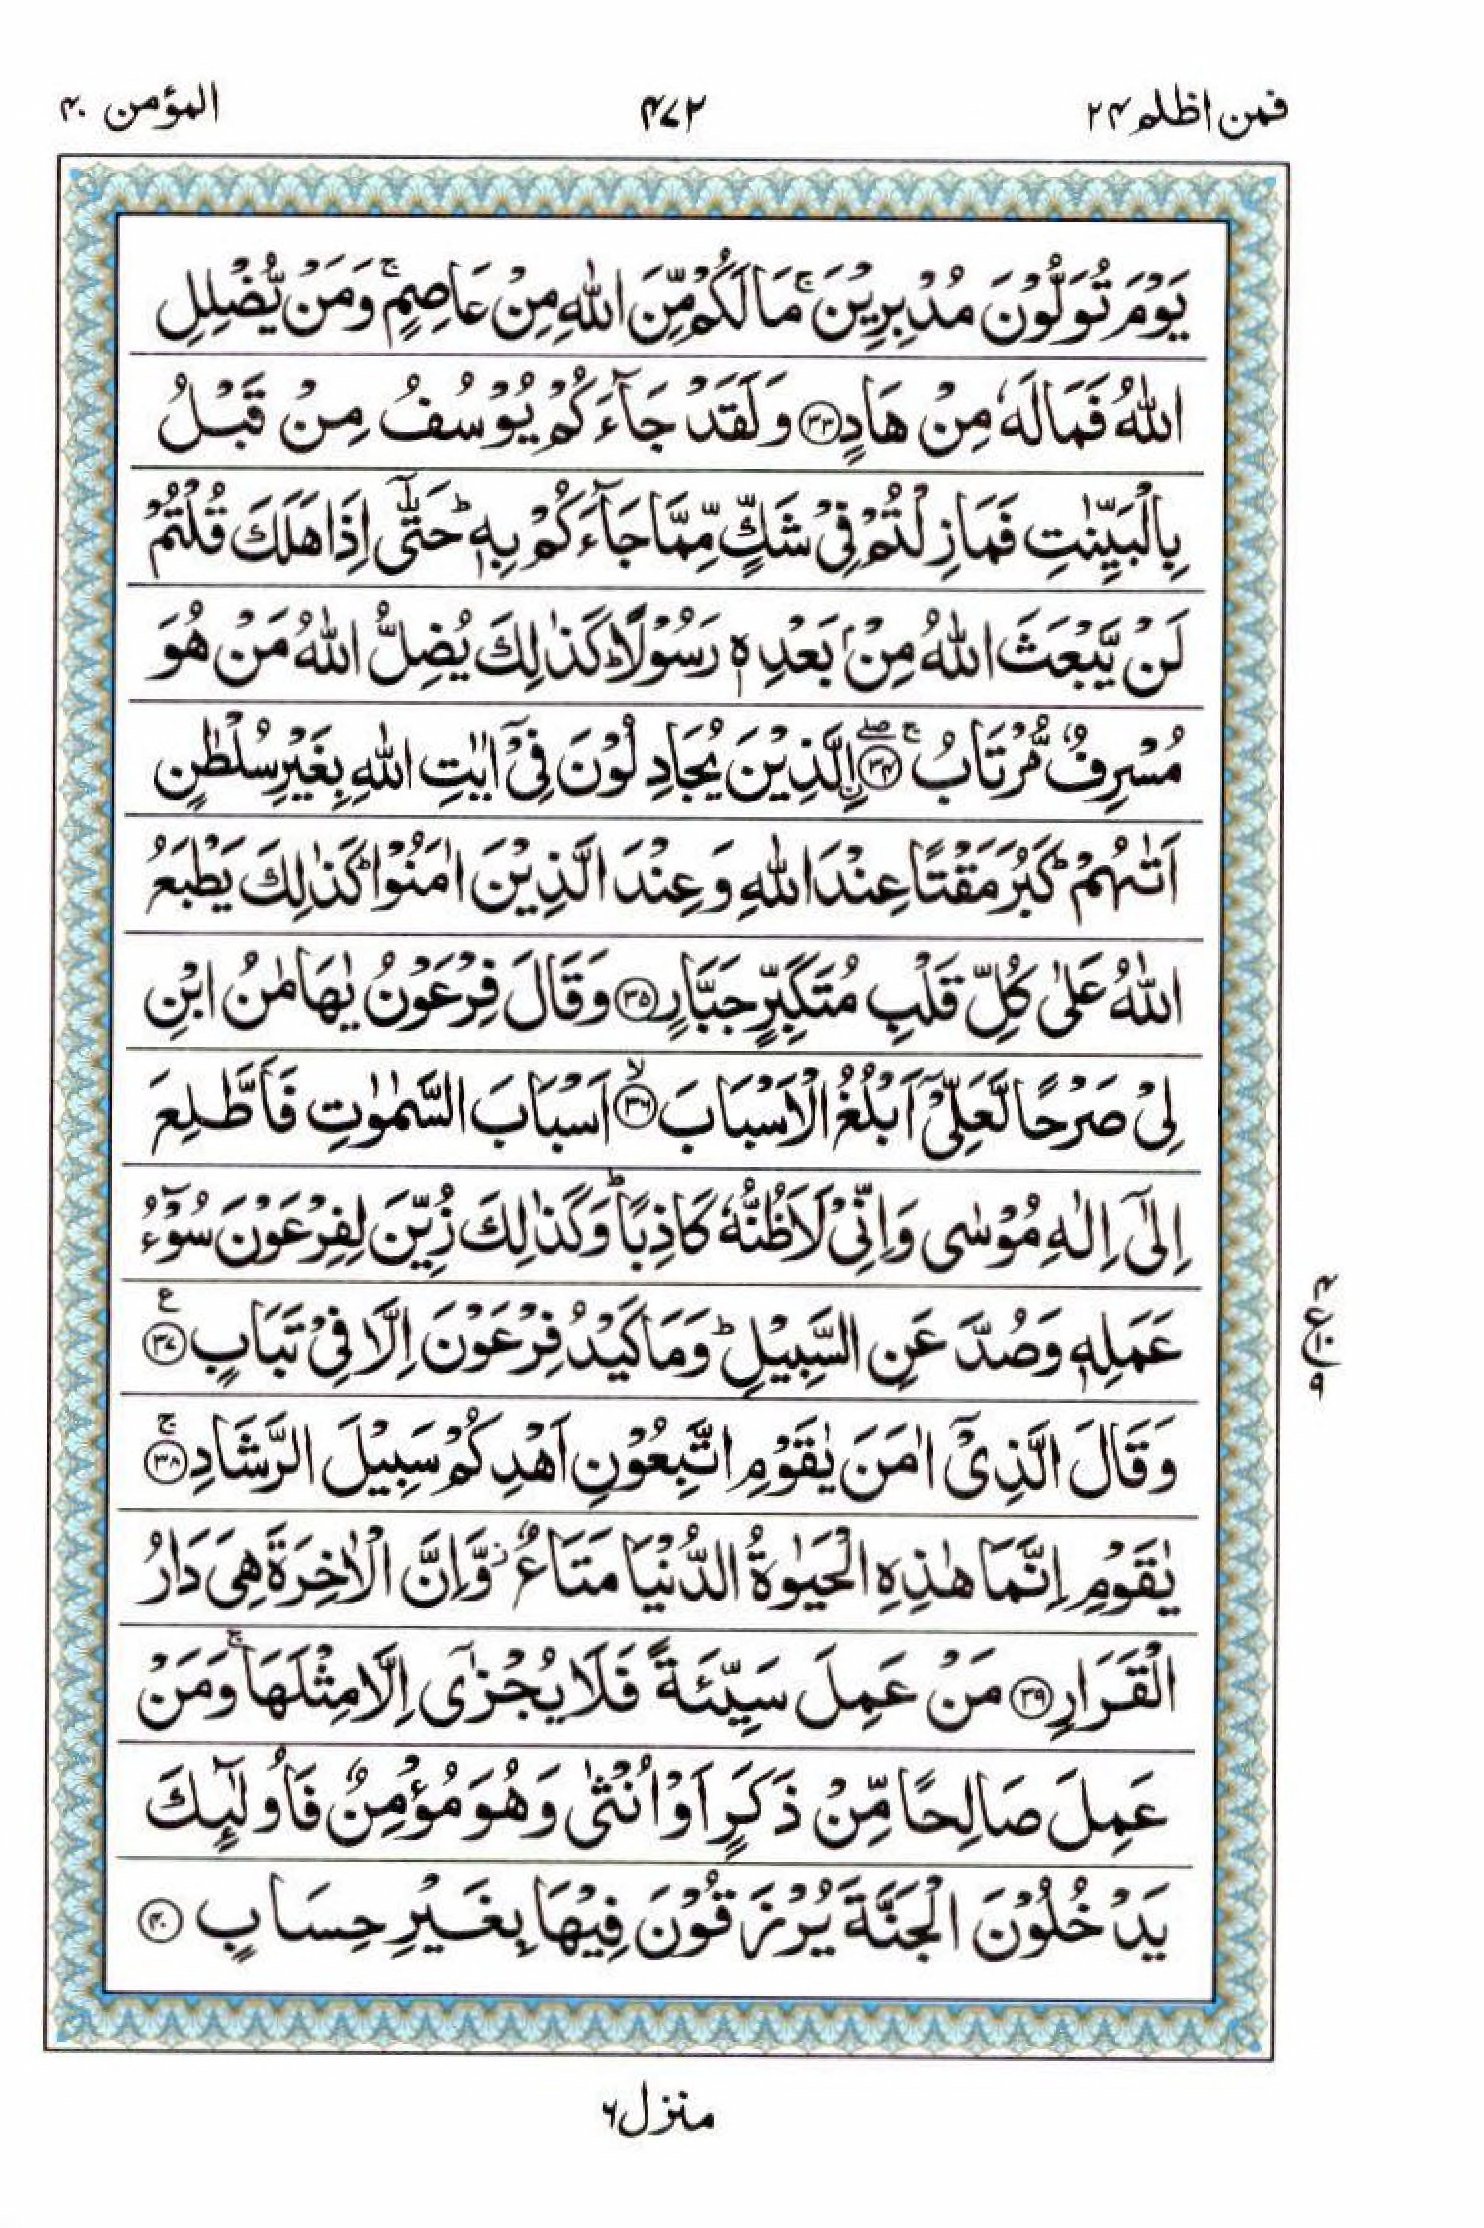 فمن اظلم ۲۴ ۴۷۲ المؤمن ۴۰
يَوْمَ تُوَلُّوْنَ مُدْبِرِيْنَ ۚ مَا لَكُمْ مِّنَ اللّٰهِ مِنْ عَاصِمٍ ۚ وَمَنْ يُّضْلِلِ
اللّٰهُ فَمَا لَهٗ مِنْ هَادٍ ﴿۳۳﴾ وَلَقَدْ جَآءَكُمْ يُوْسُفُ مِنْ قَبْلُ
بِالْبَيِّنٰتِ فَمَا زِلْتُمْ فِيْ شَكٍّ مِّمَّا جَآءَكُمْ بِهٖ ؕ حَتّٰٓى اِذَا هَلَكَ قُلْتُمْ
لَنْ يَّبْعَثَ اللّٰهُ مِنْۢ بَعْدِهٖ رَسُوْلًا ؕ كَذٰلِكَ يُضِلُّ اللّٰهُ مَنْ هُوَ
مُسْرِفٌ مُّرْتَابُ ۚۖ ﴿۳۴﴾ اۨلَّذِيْنَ يُجَادِلُوْنَ فِيْٓ اٰيٰتِ اللّٰهِ بِغَيْرِ سُلْطٰنٍ
اَتٰىهُمْ ؕ كَبُرَ مَقْتًا عِنْدَ اللّٰهِ وَعِنْدَ الَّذِيْنَ اٰمَنُوْا ؕ كَذٰلِكَ يَطْبَعُ
اللّٰهُ عَلٰى كُلِّ قَلْبِ مُتَكَبِّرٍ جَبَّارٍ ﴿۳۵﴾ وَقَالَ فِرْعَوْنُ يٰهَامٰنُ ابْنِ
لِيْ صَرْحًا لَّعَلِّيْٓ اَبْلُغُ الْاَسْبَابَ ۙ ﴿۳۶﴾ اَسْبَابَ السَّمٰوٰتِ فَاَطَّلِعَ
اِلٰٓى اِلٰهِ مُوْسٰى وَاِنِّيْ لَاَظُنُّهٗ كَاذِبًا ؕ وَكَذٰلِكَ زُيِّنَ لِفِرْعَوْنَ سُوْٓءُ
عَمَلِهٖ وَصُدَّ عَنِ السَّبِيْلِ ؕ وَمَا كَيْدُ فِرْعَوْنَ اِلَّا فِيْ تَبَابٍ ﴿۳۷﴾ ع
وَقَالَ الَّذِيْٓ اٰمَنَ يٰقَوْمِ اتَّبِعُوْنِ اَهْدِكُمْ سَبِيْلَ الرَّشَادِ ۚ ﴿۳۸﴾
يٰقَوْمِ اِنَّمَا هٰذِهِ الْحَيٰوةُ الدُّنْيَا مَتَاعٌ ؗ وَّاِنَّ الْاٰخِرَةَ هِيَ دَارُ
الْقَرَارِ ﴿۳۹﴾ مَنْ عَمِلَ سَيِّئَةً فَلَا يُجْزٰٓى اِلَّا مِثْلَهَا ۚ وَمَنْ
عَمِلَ صَالِحًا مِّنْ ذَكَرٍ اَوْ اُنْثٰى وَهُوَ مُؤْمِنٌ فَاُولٰٓئِكَ
يَدْخُلُوْنَ الْجَنَّةَ يُرْزَقُوْنَ فِيْهَا بِغَيْرِ حِسَابٍ ﴿۴۰﴾
۴
ع ۱۰
۹
منزل ۶